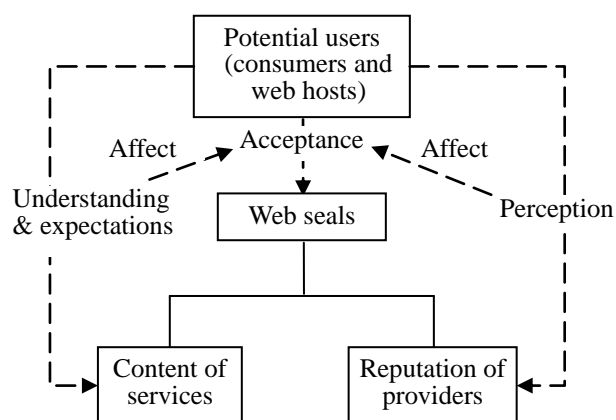 Potential users
(consumers and
web hosts)
Affect
Acceptance
Affect
Understanding
& expectations
Web seals
Perception
Content of
services
Reputation of
providers